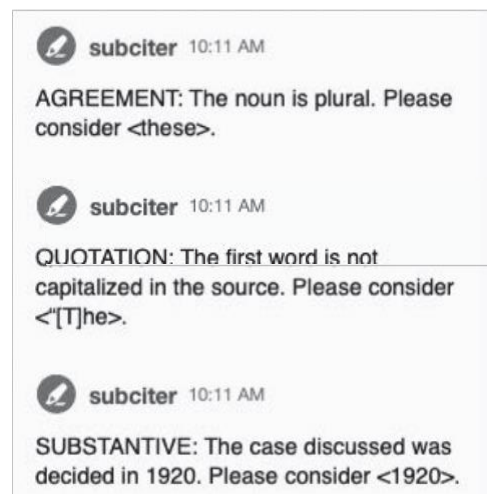 subciter 10:11 AM
AGREEMENT: The noun is plural. Please
consider <these>.
subciter 10:11 AM
QUOTATION: The first word is not
capitalized in the source. Please consider
<“[T]he>.
subciter 10:11 AM
SUBSTANTIVE: The case discussed was
decided in 1920. Please consider <1920>.